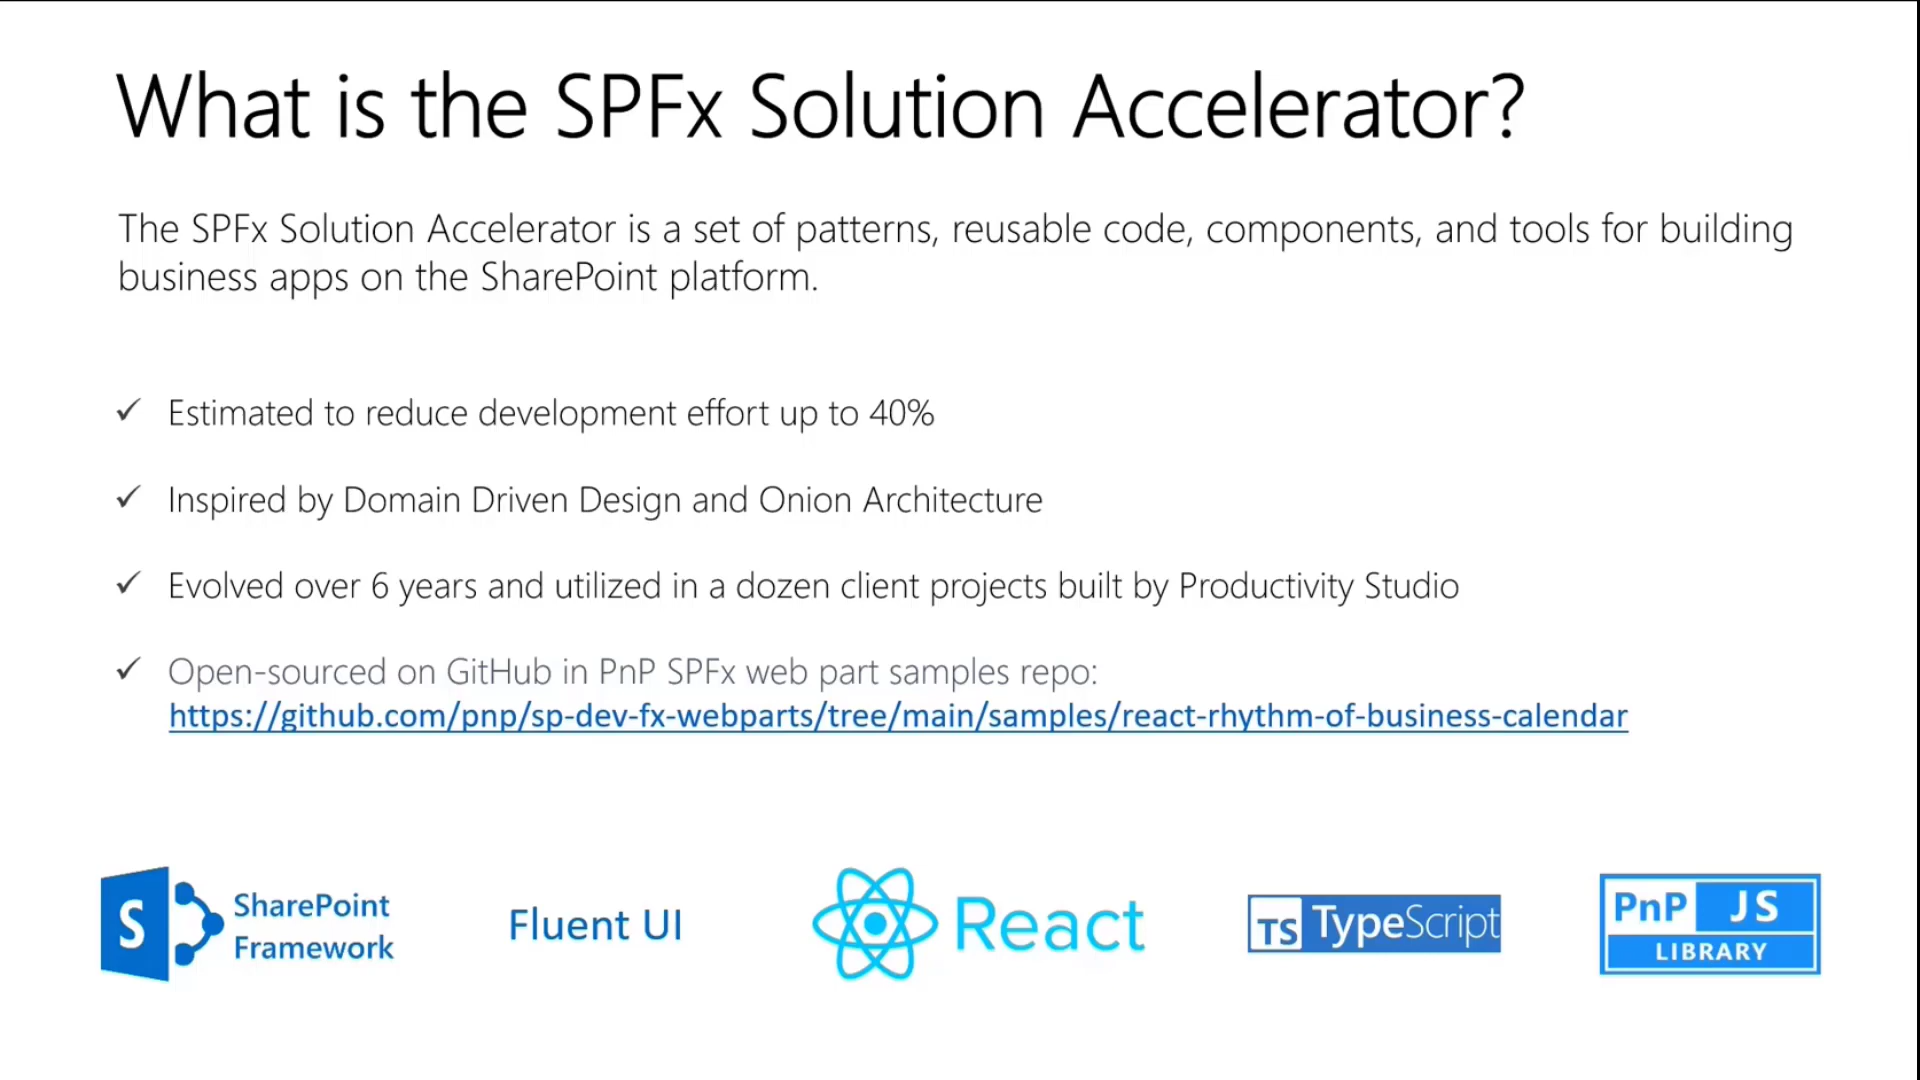 What is the SPFx Solution Accelerator?
The SPFx Solution Accelerator is a set of patterns, reusable code, components, and tools for building
business apps on the SharePoint platform.
✓ Estimated to reduce development effort up to 40%
✓ Inspired by Domain Driven Design and Onion Architecture
✓ Evolved over 6 years and utilized in a dozen client projects built by Productivity Studio
✓ Open-sourced on GitHub in PnP SPFx web part samples repo:
https://github.com/pnp/sp-dev-fx-webparts/tree/main/samples/react-rhythm-of-business-calendar
S SharePoint
Framework
Fluent UI
React
TS TypeScript
PnP JS
LIBRARY